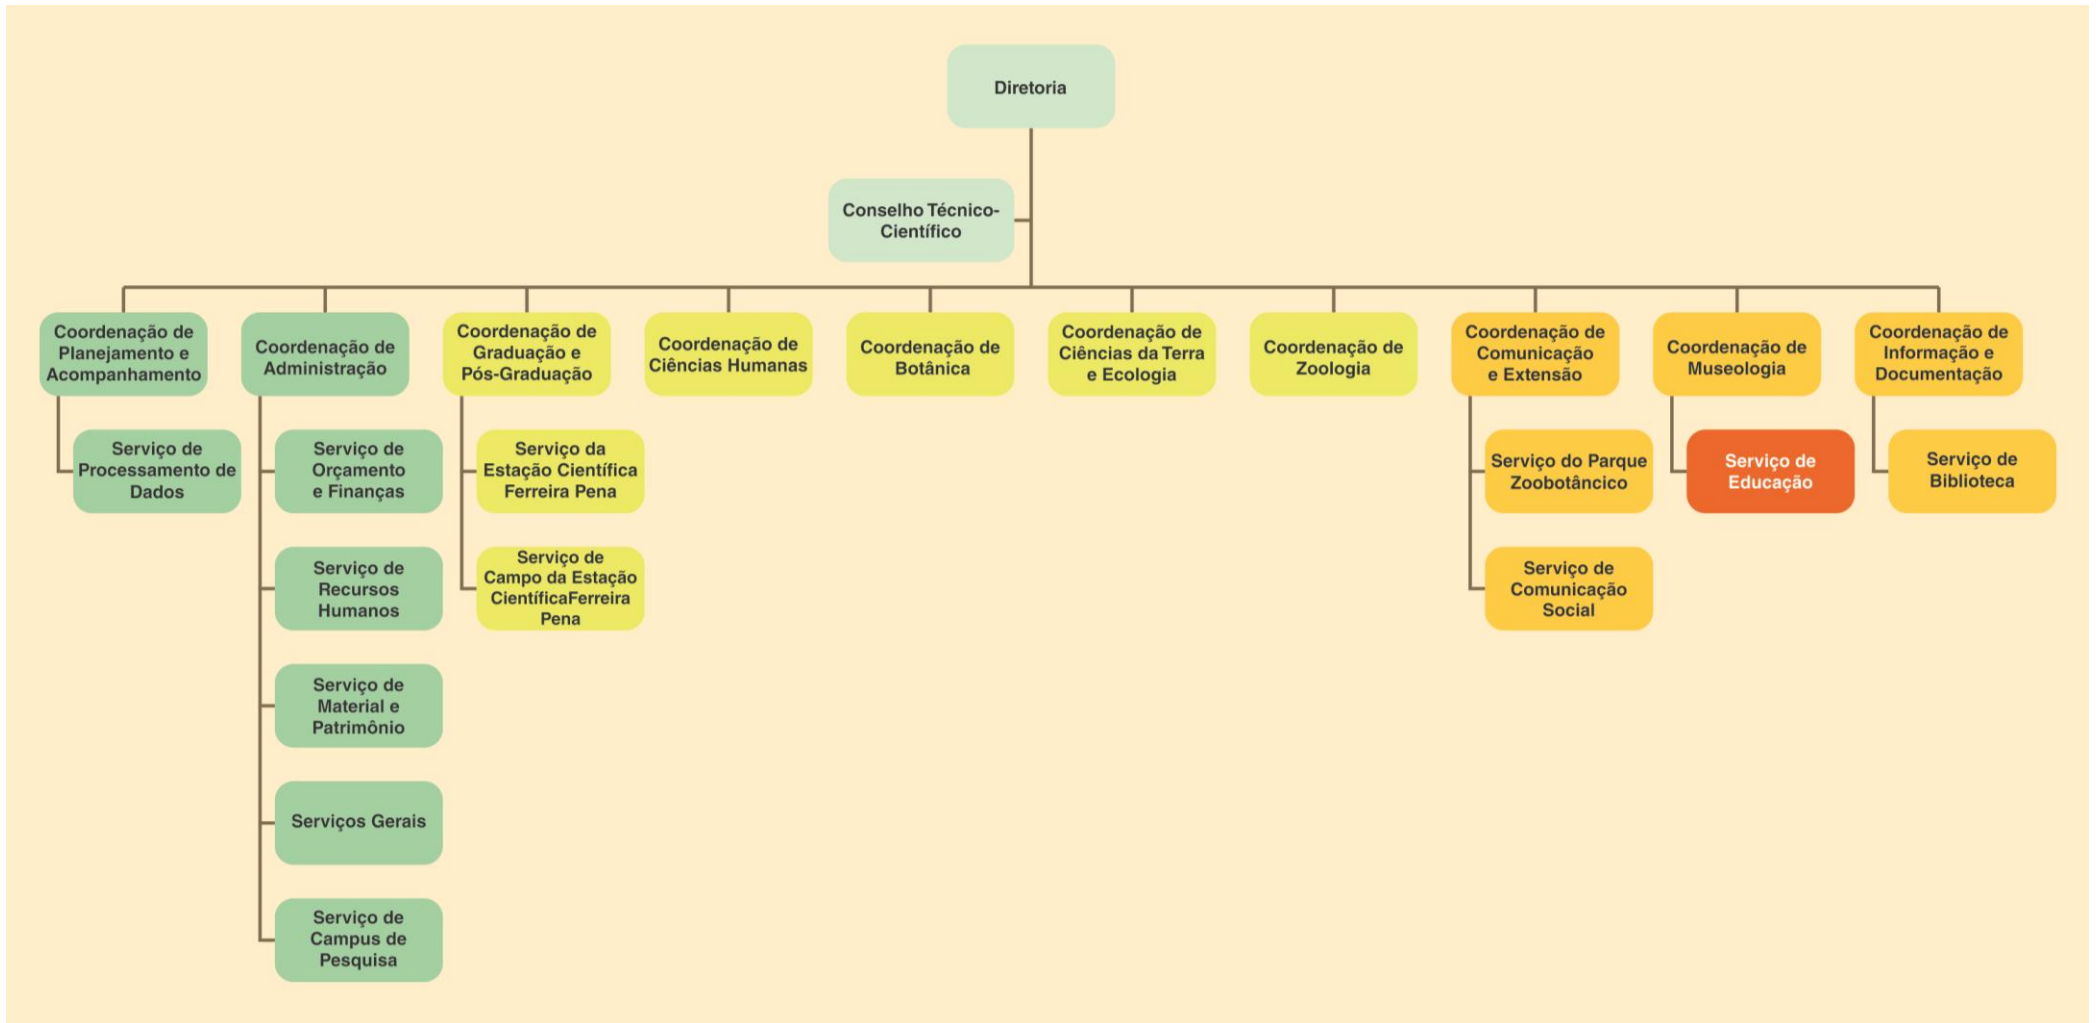 Diretoria
Conselho Técnico-
Científico
Coordenação de
Planejamento e
Acompanhamento
Coordenação de
Administração
Coordenação de
Graduação e
Pós-Graduação
Coordenação de
Ciências Humanas
Coordenação de
Botânica
Coordenação de
Ciências da Terra
e Ecologia
Coordenação de
Zoologia
Coordenação de
Comunicação
e Extensão
Coordenação de
Museologia
Coordenação de
Informação e
Documentação
Serviço de
Processamento de
Dados
Serviço de
Orçamento
e Finanças
Serviço da
Estação Científica
Ferreira Pena
Serviço do Parque
Zoobotâncico
Serviço de
Educação
Serviço de
Biblioteca
Serviço de
Recursos
Humanos
Serviço de
Campo da Estação
CientíficaFerreira
Pena
Serviço de
Comunicação
Social
Serviço de
Material e
Patrimônio
Serviços Gerais
Serviço de
Campus de
Pesquisa